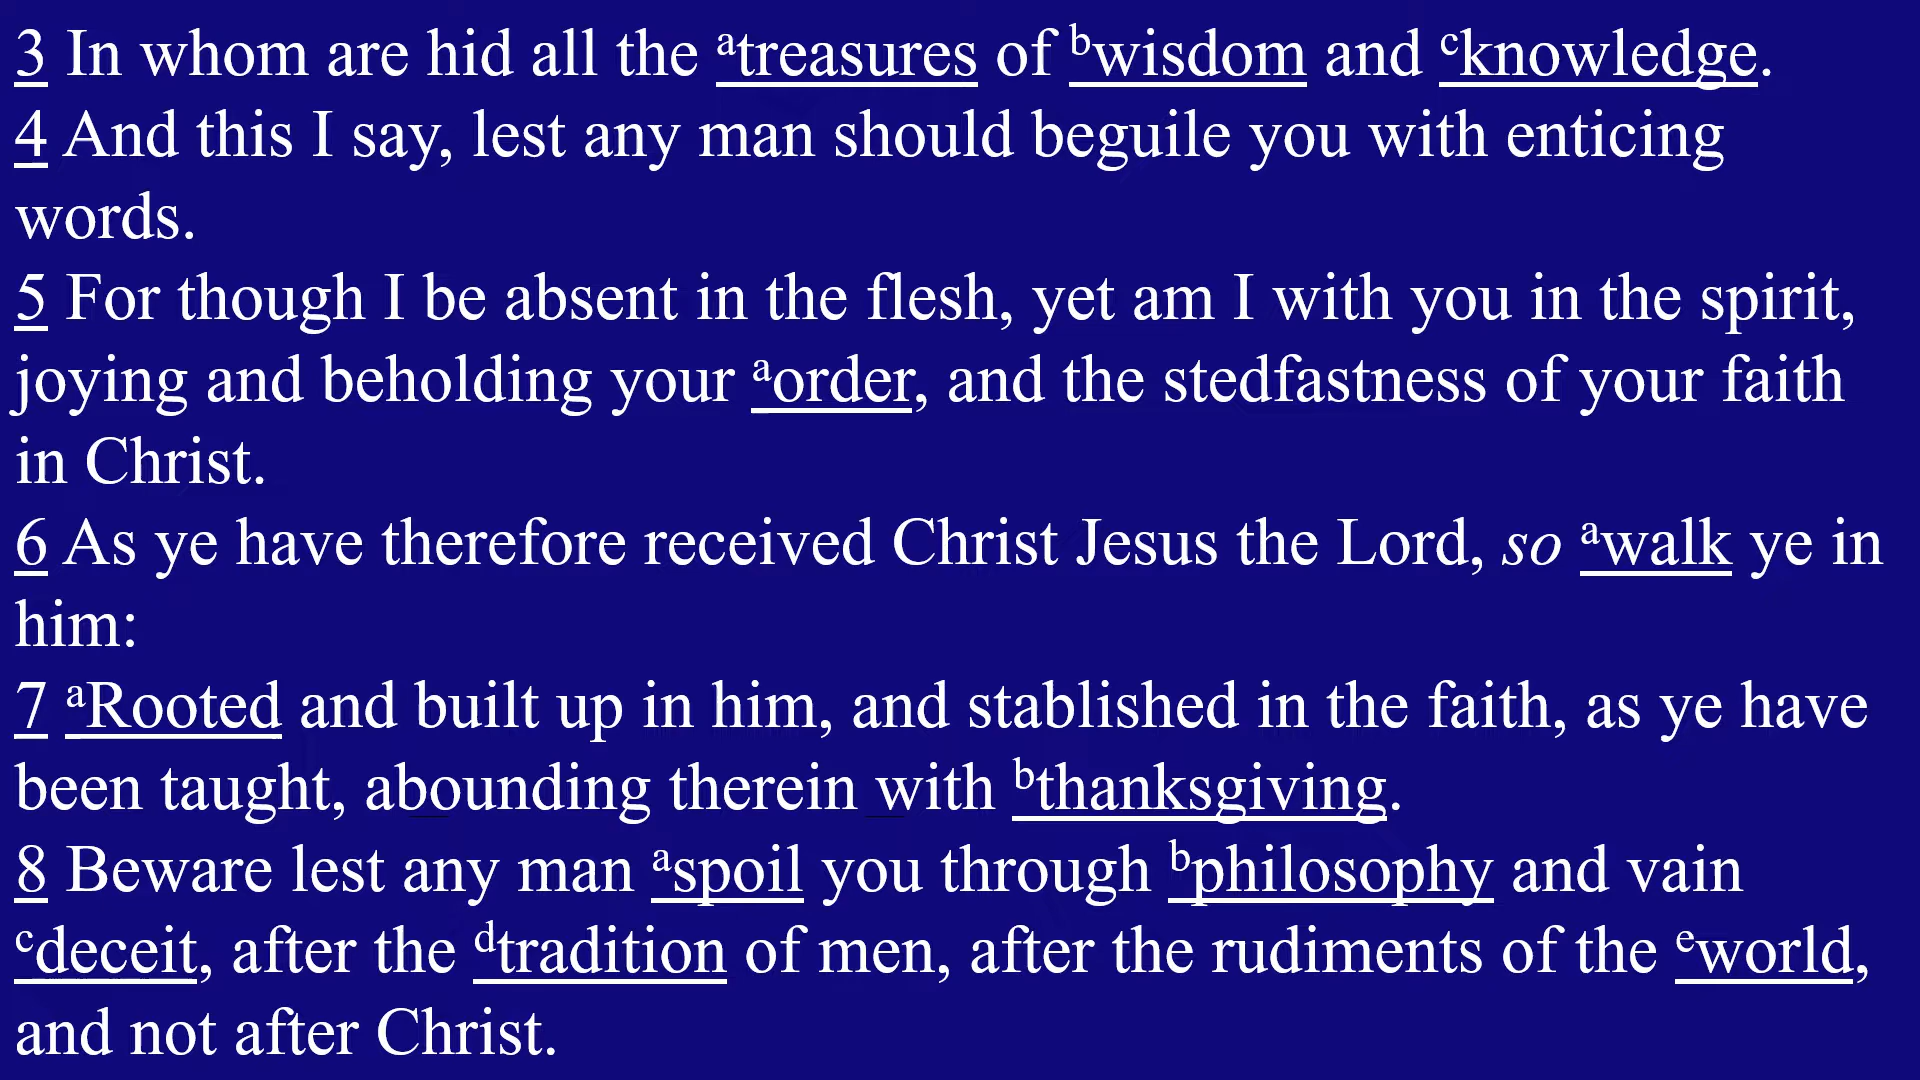 3 In whom are hid all the atreasures of bwisdom and cknowledge.
4 And this I say, lest any man should beguile you with enticing
words.
5 For though I be absent in the flesh, yet am I with you in the spirit,
joying and beholding your aorder, and the stedfastness of your faith
in Christ.
6 As ye have therefore received Christ Jesus the Lord, so awalk ye in
him:
7 aRooted and built up in him, and stablished in the faith, as ye have
been taught, abounding therein with bthanksgiving.
8 Beware lest any man aspoil you through bphilosophy and vain
cdeceit, after the dtradition of men, after the rudiments of the eworld,
and not after Christ.